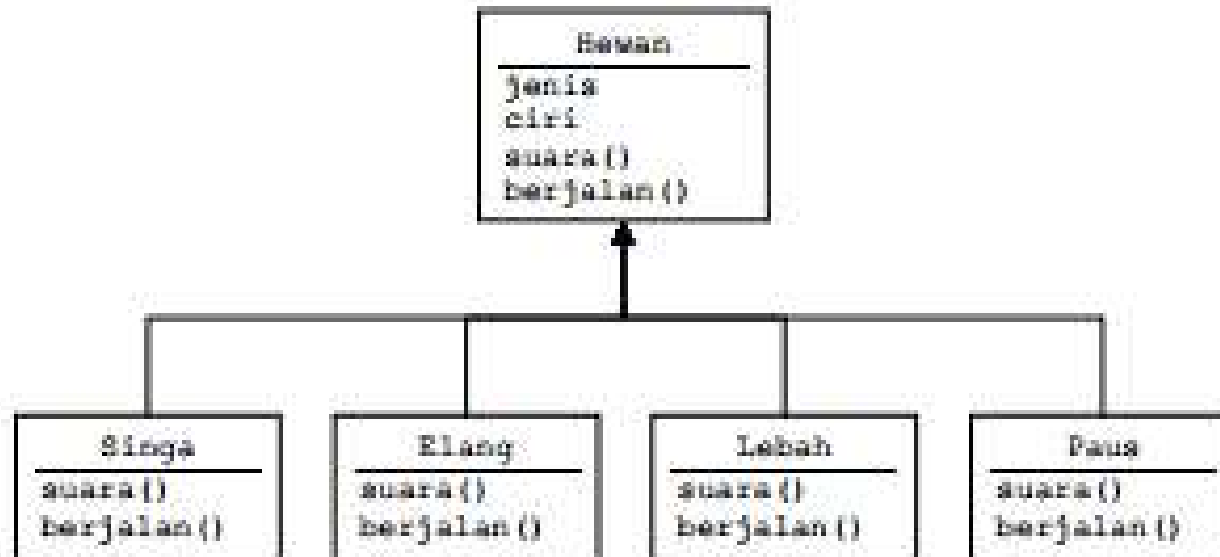 Hewan
jenis
ciri
suara()
berjalan()
Singa
suara()
berjalan()
Elang
suara()
berjalan()
Lebah
suara()
berjalan()
Paus
suara()
berjalan()